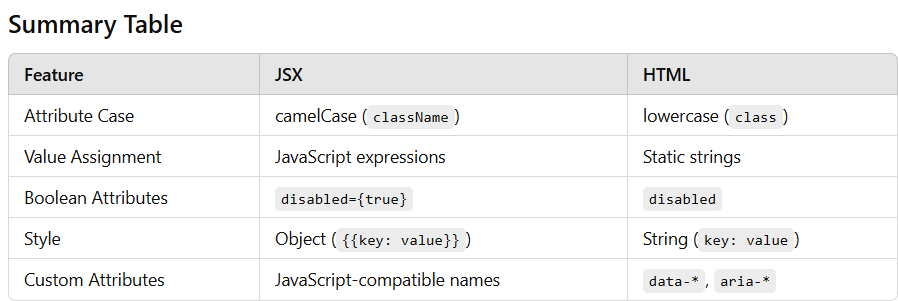 Summary Table
Feature JSX HTML
Attribute Case camelCase (className) lowercase (class)
Value Assignment JavaScript expressions Static strings
Boolean Attributes disabled={true} disabled
Style Object ({{key: value}}) String (key: value)
Custom Attributes JavaScript-compatible names data-*, aria-*